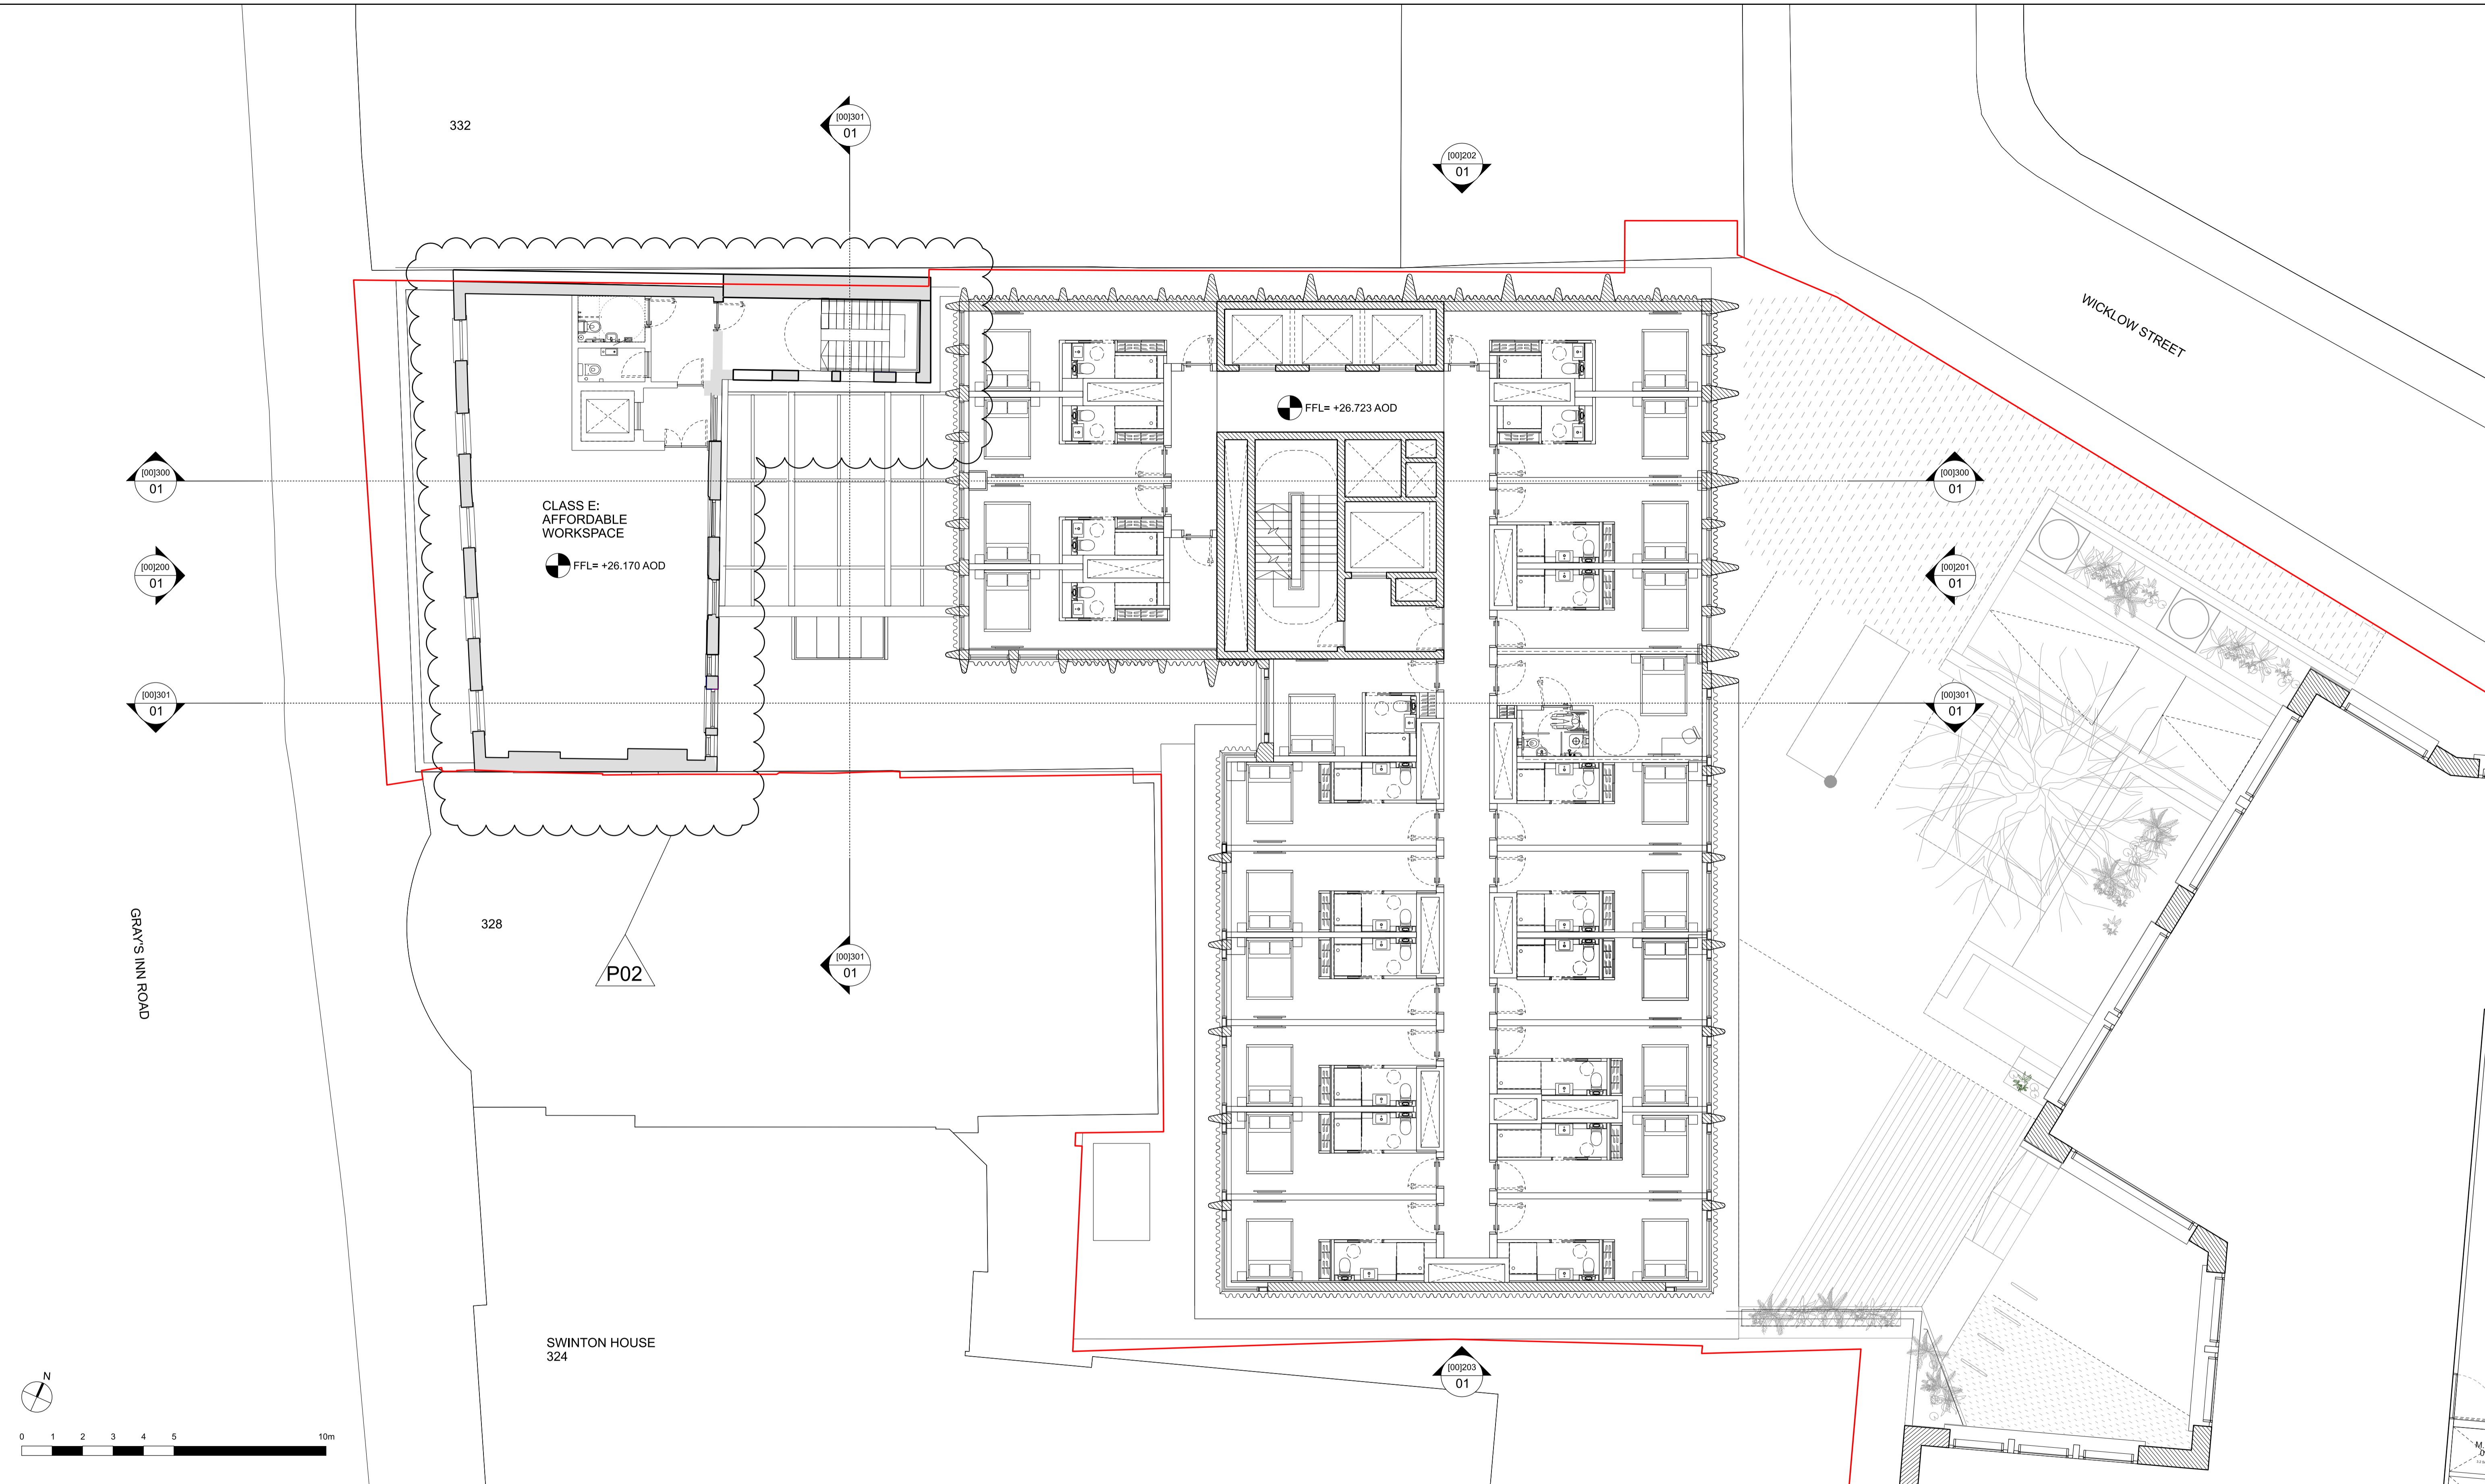 332
[00]301
01
[00]202
01
WICKLOW STREET
FFL= +26.723 AOD
[00]300
01
[00]300
01
CLASS E:
AFFORDABLE
WORKSPACE
FFL= +26.170 AOD
[00]200
01
[00]201
01
[00]301
01
[00]301
01
GRAY'S INN ROAD
328
P02
[00]301
01
SWINTON HOUSE
324
[00]203
01
N
0 1 2 3 4 5 10m